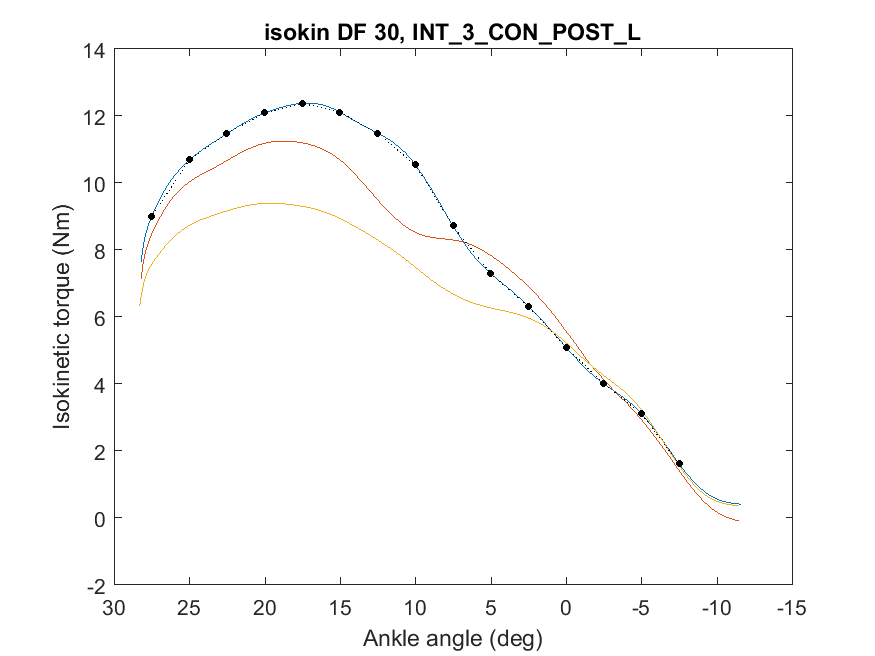 isokin DF 30, INT_3_CON_POST_L
14
12
10
8
6
4
2
0
-2
Isokinetic torque (Nm)
30 25 20 15 10 5 0 -5 -10 -15
Ankle angle (deg)